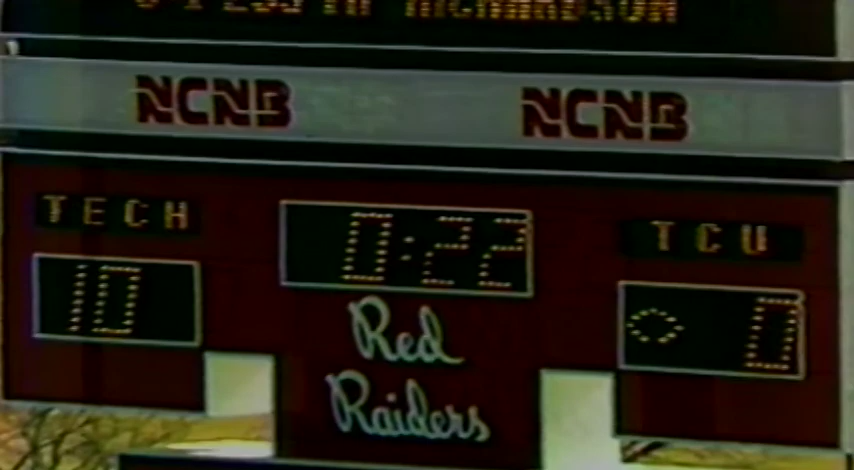 NCNB NCNB
TECH 0:22 TCU
10 0
Red
Raiders